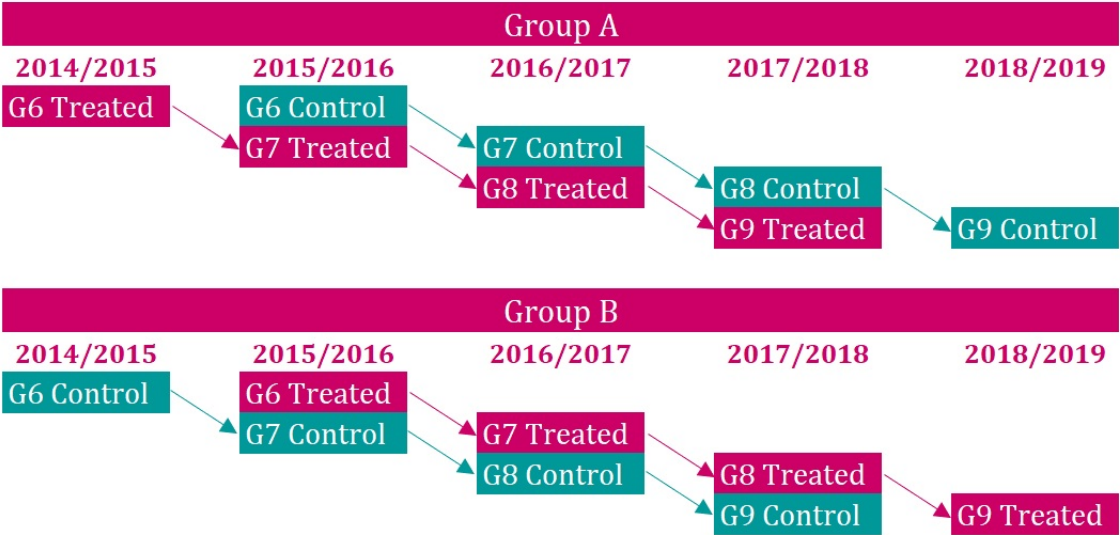 Group A
2014/2015 2015/2016 2016/2017 2017/2018 2018/2019
G6 Treated G6 Control
G7 Treated G7 Control
G8 Treated G8 Control
G9 Treated G9 Control
Group B
2014/2015 2015/2016 2016/2017 2017/2018 2018/2019
G6 Control G6 Treated
G7 Control G7 Treated
G8 Control G8 Treated
G9 Control G9 Treated